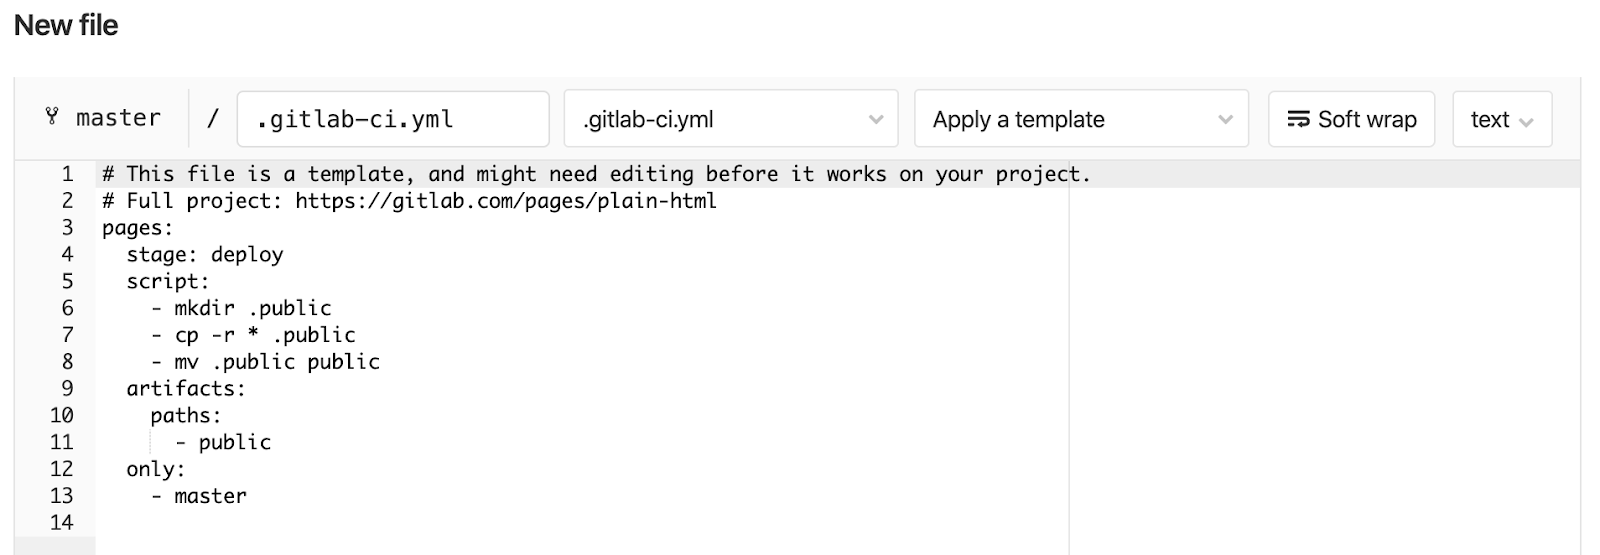 New file
master / .gitlab-ci.yml .gitlab-ci.yml Apply a template Soft wrap text
1 # This file is a template, and might need editing before it works on your project.
2 # Full project: https://gitlab.com/pages/plain-html
3 pages:
4   stage: deploy
5   script:
6     - mkdir .public
7     - cp -r * .public
8     - mv .public public
9   artifacts:
10     paths:
11       - public
12   only:
13     - master
14